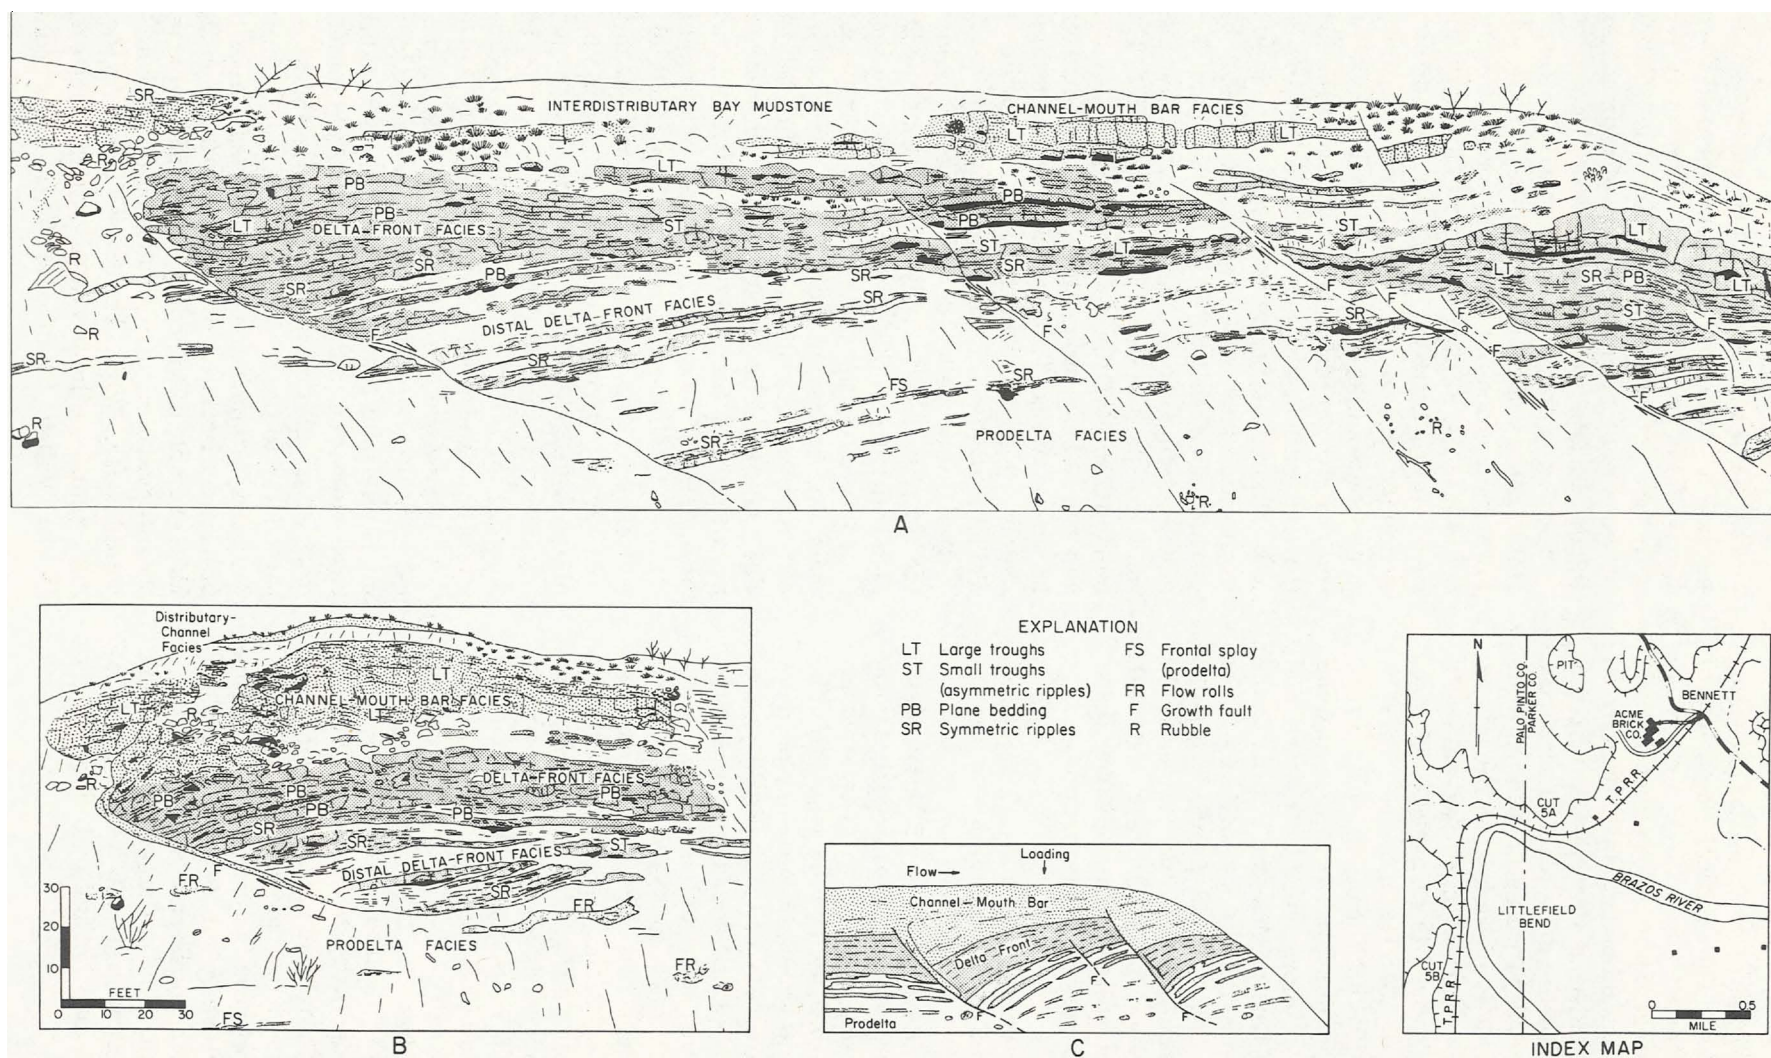 SR
INTERDISTRIBUTARY BAY MUDSTONE
CHANNEL-MOUTH BAR FACIES
LT
LT
R
LT
PB
PB
PB
PB
LT
DELTA-FRONT FACIES
ST
ST
ST
LT
LT
SR
PB
SR
SR
LT
SR-PB
LT
R
SR
DISTAL DELTA-FRONT FACIES
SR
F
F
F
F
ST
SR
R
F
F
SR
SR
FS
SR
F
R
SR
PRODELTA FACIES
R
R
A
Distributary-
Channel
Facies
LT
CHANNEL-MOUTH BAR FACIES
LT
R
LT
DELTA-FRONT FACIES
R
PB
PB
PB
PB
PB
SR
SR
ST
DISTAL DELTA-FRONT FACIES
F
FR
SR
FR
PRODELTA FACIES
FR
FS
30
20
10
FEET
0 10 20 30
B
EXPLANATION
LT Large troughs
ST Small troughs
(asymmetric ripples)
PB Plane bedding
SR Symmetric ripples
FS Frontal splay
(prodelta)
FR Flow rolls
F Growth fault
R Rubble
Loading
Flow
Channel-Mouth Bar
Delta Front
F
Prodelta
F
F
C
N
PALO PINTO CO.
PARKER CO.
PIT
BENNETT
ACME
BRICK
CO.
T.P.R.R.
CUT
5A
BRAZOS RIVER
LITTLEFIELD
BEND
CUT
5B
T.P.R.R.
0 0.5
MILE
INDEX MAP